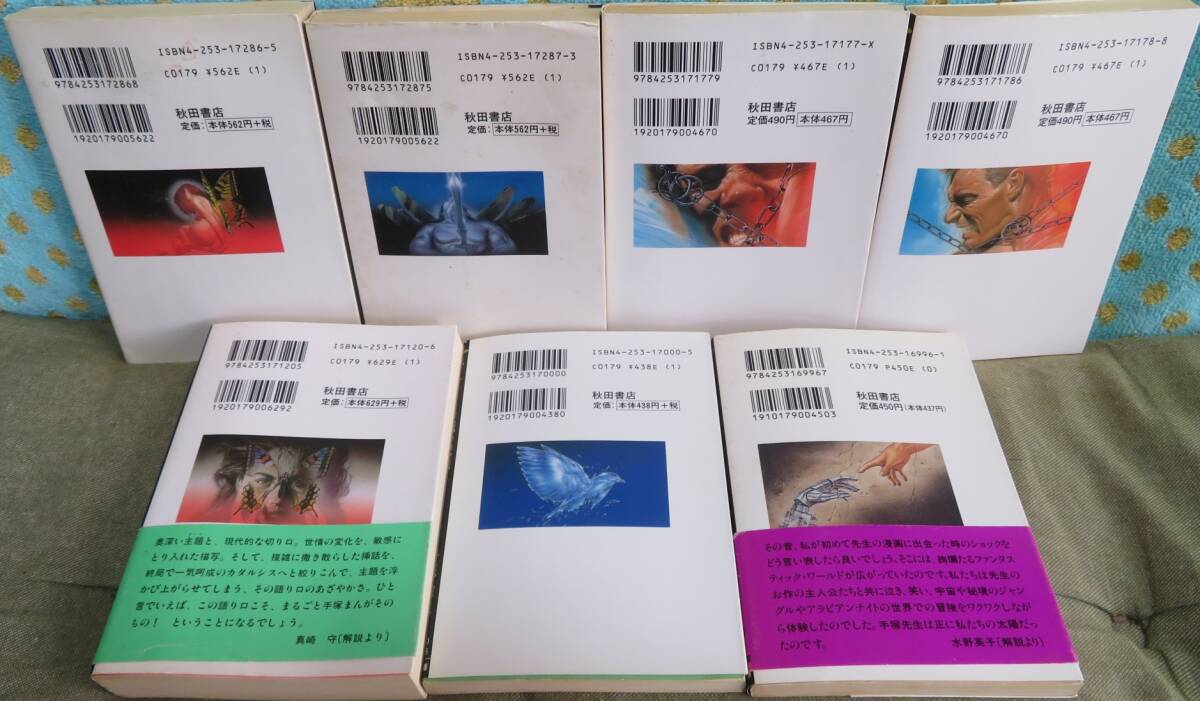 ISBN4-253-17286-5
9784253172868
C0179 ¥562E (1)
1920179005622
秋田書店
定価:本体562円+税
ISBN4-253-17287-3
9784253172875
C0179 ¥562E (1)
1920179005622
秋田書店
定価:本体562円+税
ISBN4-253-17177-X
9784253171779
C0179 ¥467E (1)
1920179004670
秋田書店
定価490円 本体467円
ISBN4-253-17178-8
9784253171786
C0179 ¥467E (1)
1920179004670
秋田書店
定価490円 本体467円
ISBN4-253-17120-6
9784253171205
C0179 ¥629E (1)
1920179006292
秋田書店
定価:本体629円+税
奥深い主題と、現代的な切り口。世情の変化を、敏感に
とり入れた描写。そして、複雑に撒き散らした挿話を、
終局で一気呵成のカタルシスへと絞りこんで、主題を浮
かび上がらせてしまう、その語り口のあざやかさ。ひと
言でいえば、この語り口こそ、まるごと手塚まんがその
もの! ということになるでしょう。
真崎 守〔解説より〕
ISBN4-253-17000-5
9784253170000
C0179 ¥438E (1)
1920179004380
秋田書店
定価:本体438円+税
ISBN4-253-16996-1
9784253169967
C0179 P450E (0)
1910179004503
秋田書店
定価450円(本体437円)
その昔、私が初めて先生の漫画に出会った時のショックを
どう言い表したら良いでしょう。そこには、絢爛たるファンタス
ティック・ワールドが広がっていたのです。私たちは先生の
お作の主人公たちと共に泣き、笑い、宇宙や秘境のジャン
グルやアラビアンナイトの世界での冒険をワクワクしなが
ら体験したのでした。手塚先生は正に私たちの太陽だっ
たのです。
水野英子〔解説より〕